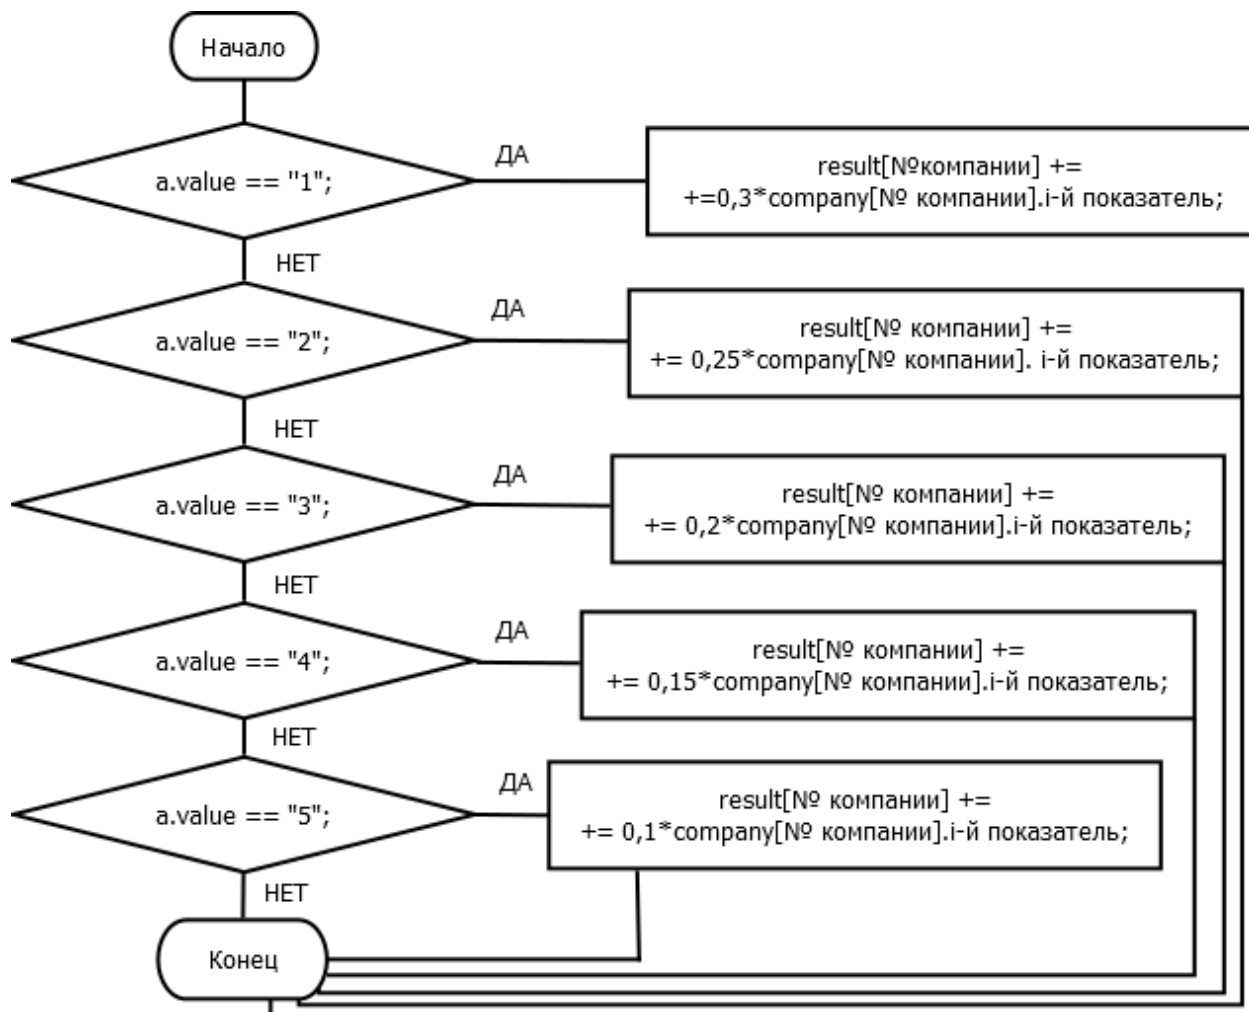 Начало
a.value == "1";
ДА
result[№компании] +=
+=0,3*company[№ компании].i-й показатель;
НЕТ
a.value == "2";
ДА
result[№ компании] +=
+= 0,25*company[№ компании]. i-й показатель;
НЕТ
a.value == "3";
ДА
result[№ компании] +=
+= 0,2*company[№ компании].i-й показатель;
НЕТ
a.value == "4";
ДА
result[№ компании] +=
+= 0,15*company[№ компании].i-й показатель;
НЕТ
a.value == "5";
ДА
result[№ компании] +=
+= 0,1*company[№ компании].i-й показатель;
НЕТ
Конец